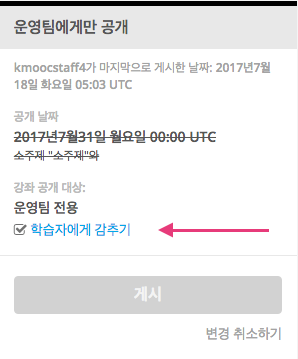 운영팀에게만 공개
kmoocstaff4가 마지막으로 게시한 날짜: 2017년7월
18일 화요일 05:03 UTC
공개 날짜
2017년7월31일 월요일 00:00 UTC
소주제 "소주제"와
강좌 공개 대상:
운영팀 전용
학습자에게 감추기
게시
변경 취소하기